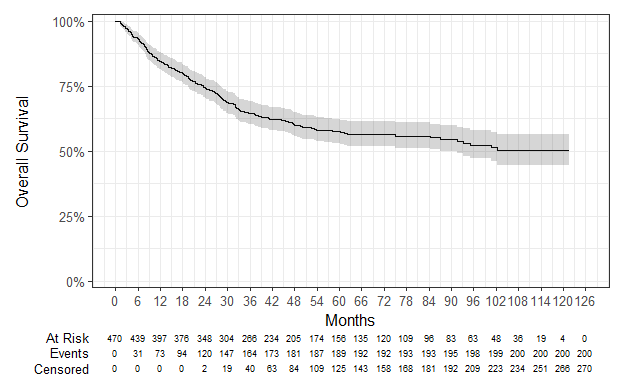 100%
75%
50%
25%
0%
Overall Survival
0 6 12 18 24 30 36 42 48 54 60 66 72 78 84 90 96 102 108 114 120 126
Months
At Risk 470 439 397 376 348 304 266 234 205 174 156 135 120 109 96 83 63 48 36 19 4 0
Events 0 31 73 94 120 147 164 173 181 187 189 192 192 193 193 195 198 199 200 200 200 200
Censored 0 0 0 0 2 19 40 63 84 109 125 143 158 168 181 192 209 223 234 251 266 270